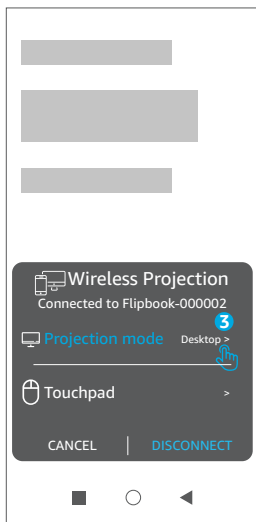 Wireless Projection
Connected to Flipbook-000002
3
Projection mode Desktop >
Touchpad >
CANCEL | DISCONNECT